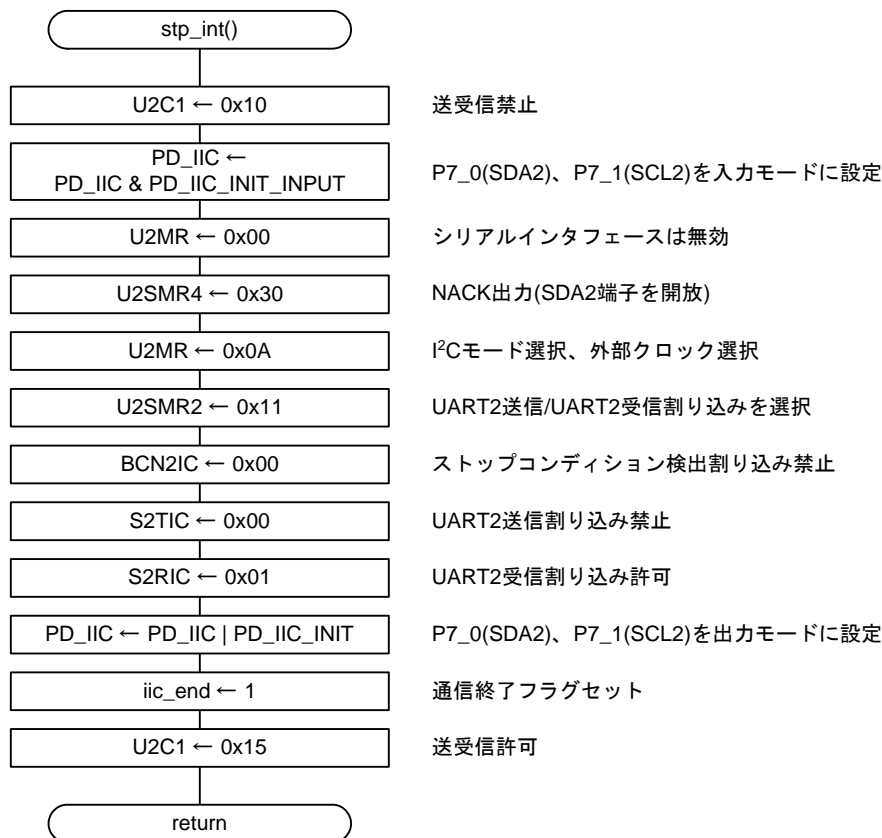 stp_int()
U2C1 ← 0x10 送受信禁止
PD_IIC ←
PD_IIC & PD_IIC_INIT_INPUT P7_0(SDA2)、P7_1(SCL2)を入力モードに設定
U2MR ← 0x00 シリアルインタフェースは無効
U2SMR4 ← 0x30 NACK出力(SDA2端子を開放)
U2MR ← 0x0A I²Cモード選択、外部クロック選択
U2SMR2 ← 0x11 UART2送信/UART2受信割り込みを選択
BCN2IC ← 0x00 ストップコンディション検出割り込み禁止
S2TIC ← 0x00 UART2送信割り込み禁止
S2RIC ← 0x01 UART2受信割り込み許可
PD_IIC ← PD_IIC | PD_IIC_INIT P7_0(SDA2)、P7_1(SCL2)を出力モードに設定
iic_end ← 1 通信終了フラグセット
U2C1 ← 0x15 送受信許可
return